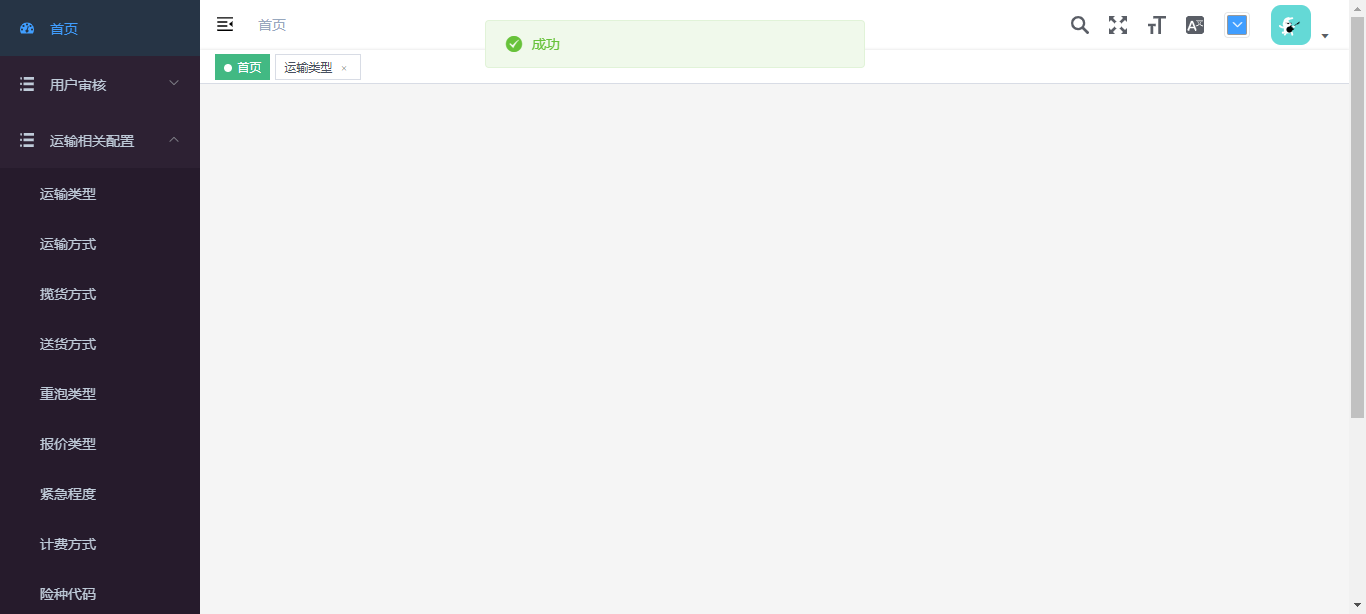 首页
首页
成功
首页
运输类型 ×
用户审核
运输相关配置
运输类型
运输方式
揽货方式
送货方式
重泡类型
报价类型
紧急程度
计费方式
险种代码